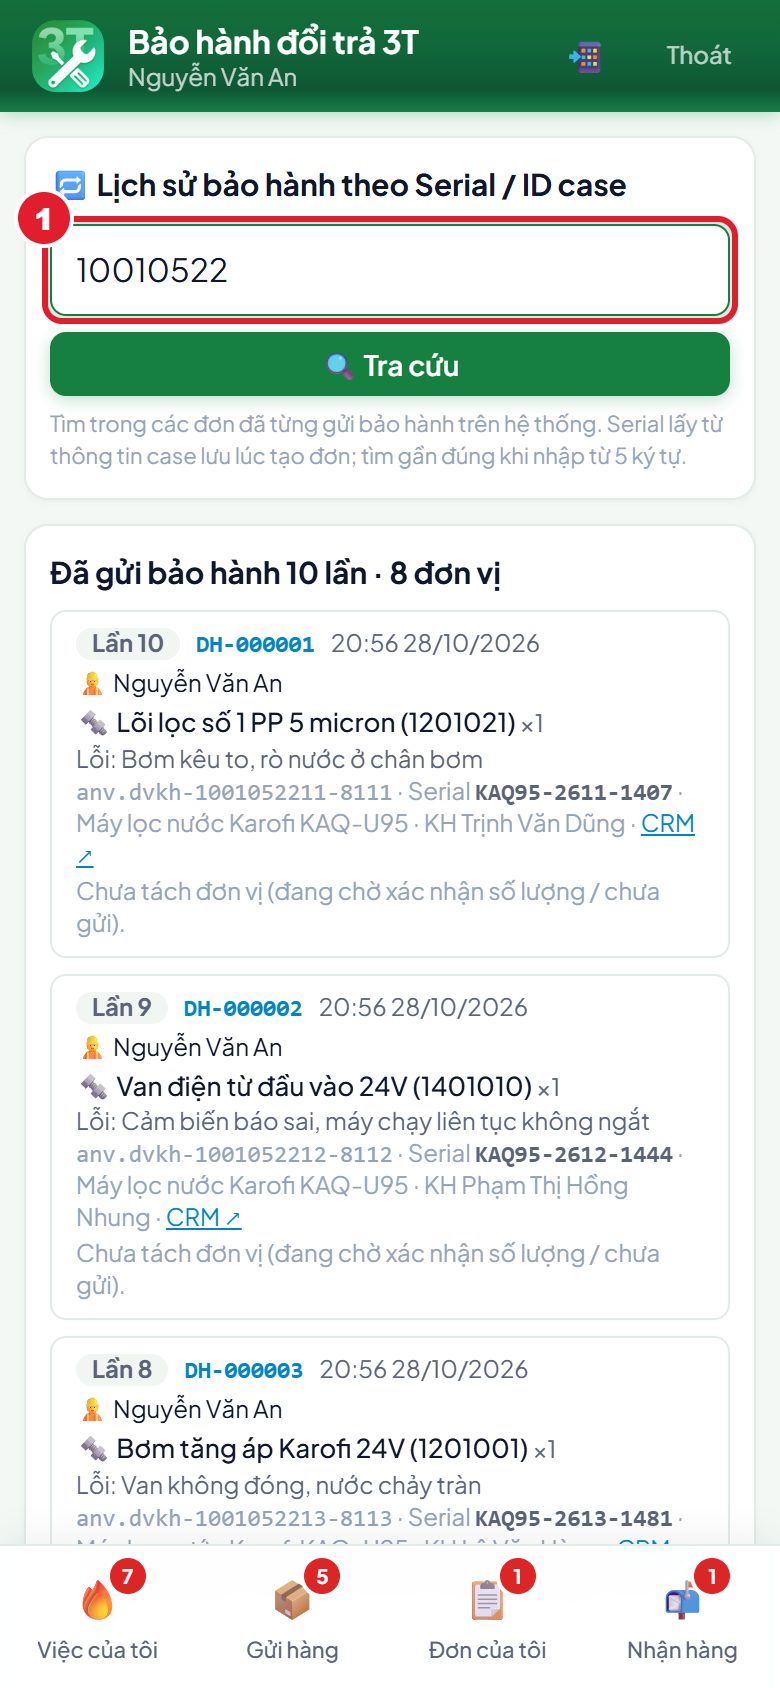 3T
Bảo hành đổi trả 3T
Nguyễn Văn An
Thoát
Lịch sử bảo hành theo Serial / ID case
1
10010522
Tra cứu
Tìm trong các đơn đã từng gửi bảo hành trên hệ thống. Serial lấy từ
thông tin case lưu lúc tạo đơn; tìm gần đúng khi nhập từ 5 ký tự.
Đã gửi bảo hành 10 lần · 8 đơn vị
Lần 10 DH-000001 20:56 28/10/2026
Nguyễn Văn An
Lõi lọc số 1 PP 5 micron (1201021) ×1
Lỗi: Bơm kêu to, rò nước ở chân bơm
anv.dvkh-1001052211-8111 · Serial KAQ95-2611-1407 ·
Máy lọc nước Karofi KAQ-U95 · KH Trịnh Văn Dũng · CRM
↗
Chưa tách đơn vị (đang chờ xác nhận số lượng / chưa
gửi).
Lần 9 DH-000002 20:56 28/10/2026
Nguyễn Văn An
Van điện từ đầu vào 24V (1401010) ×1
Lỗi: Cảm biến báo sai, máy chạy liên tục không ngắt
anv.dvkh-1001052212-8112 · Serial KAQ95-2612-1444 ·
Máy lọc nước Karofi KAQ-U95 · KH Phạm Thị Hồng
Nhung · CRM ↗
Chưa tách đơn vị (đang chờ xác nhận số lượng / chưa
gửi).
Lần 8 DH-000003 20:56 28/10/2026
Nguyễn Văn An
Bơm tăng áp Karofi 24V (1201001) ×1
Lỗi: Van không đóng, nước chảy tràn
anv.dvkh-1001052213-8113 · Serial KAQ95-2613-1481 ·
7 5 1 1
Việc của tôi Gửi hàng Đơn của tôi Nhận hàng